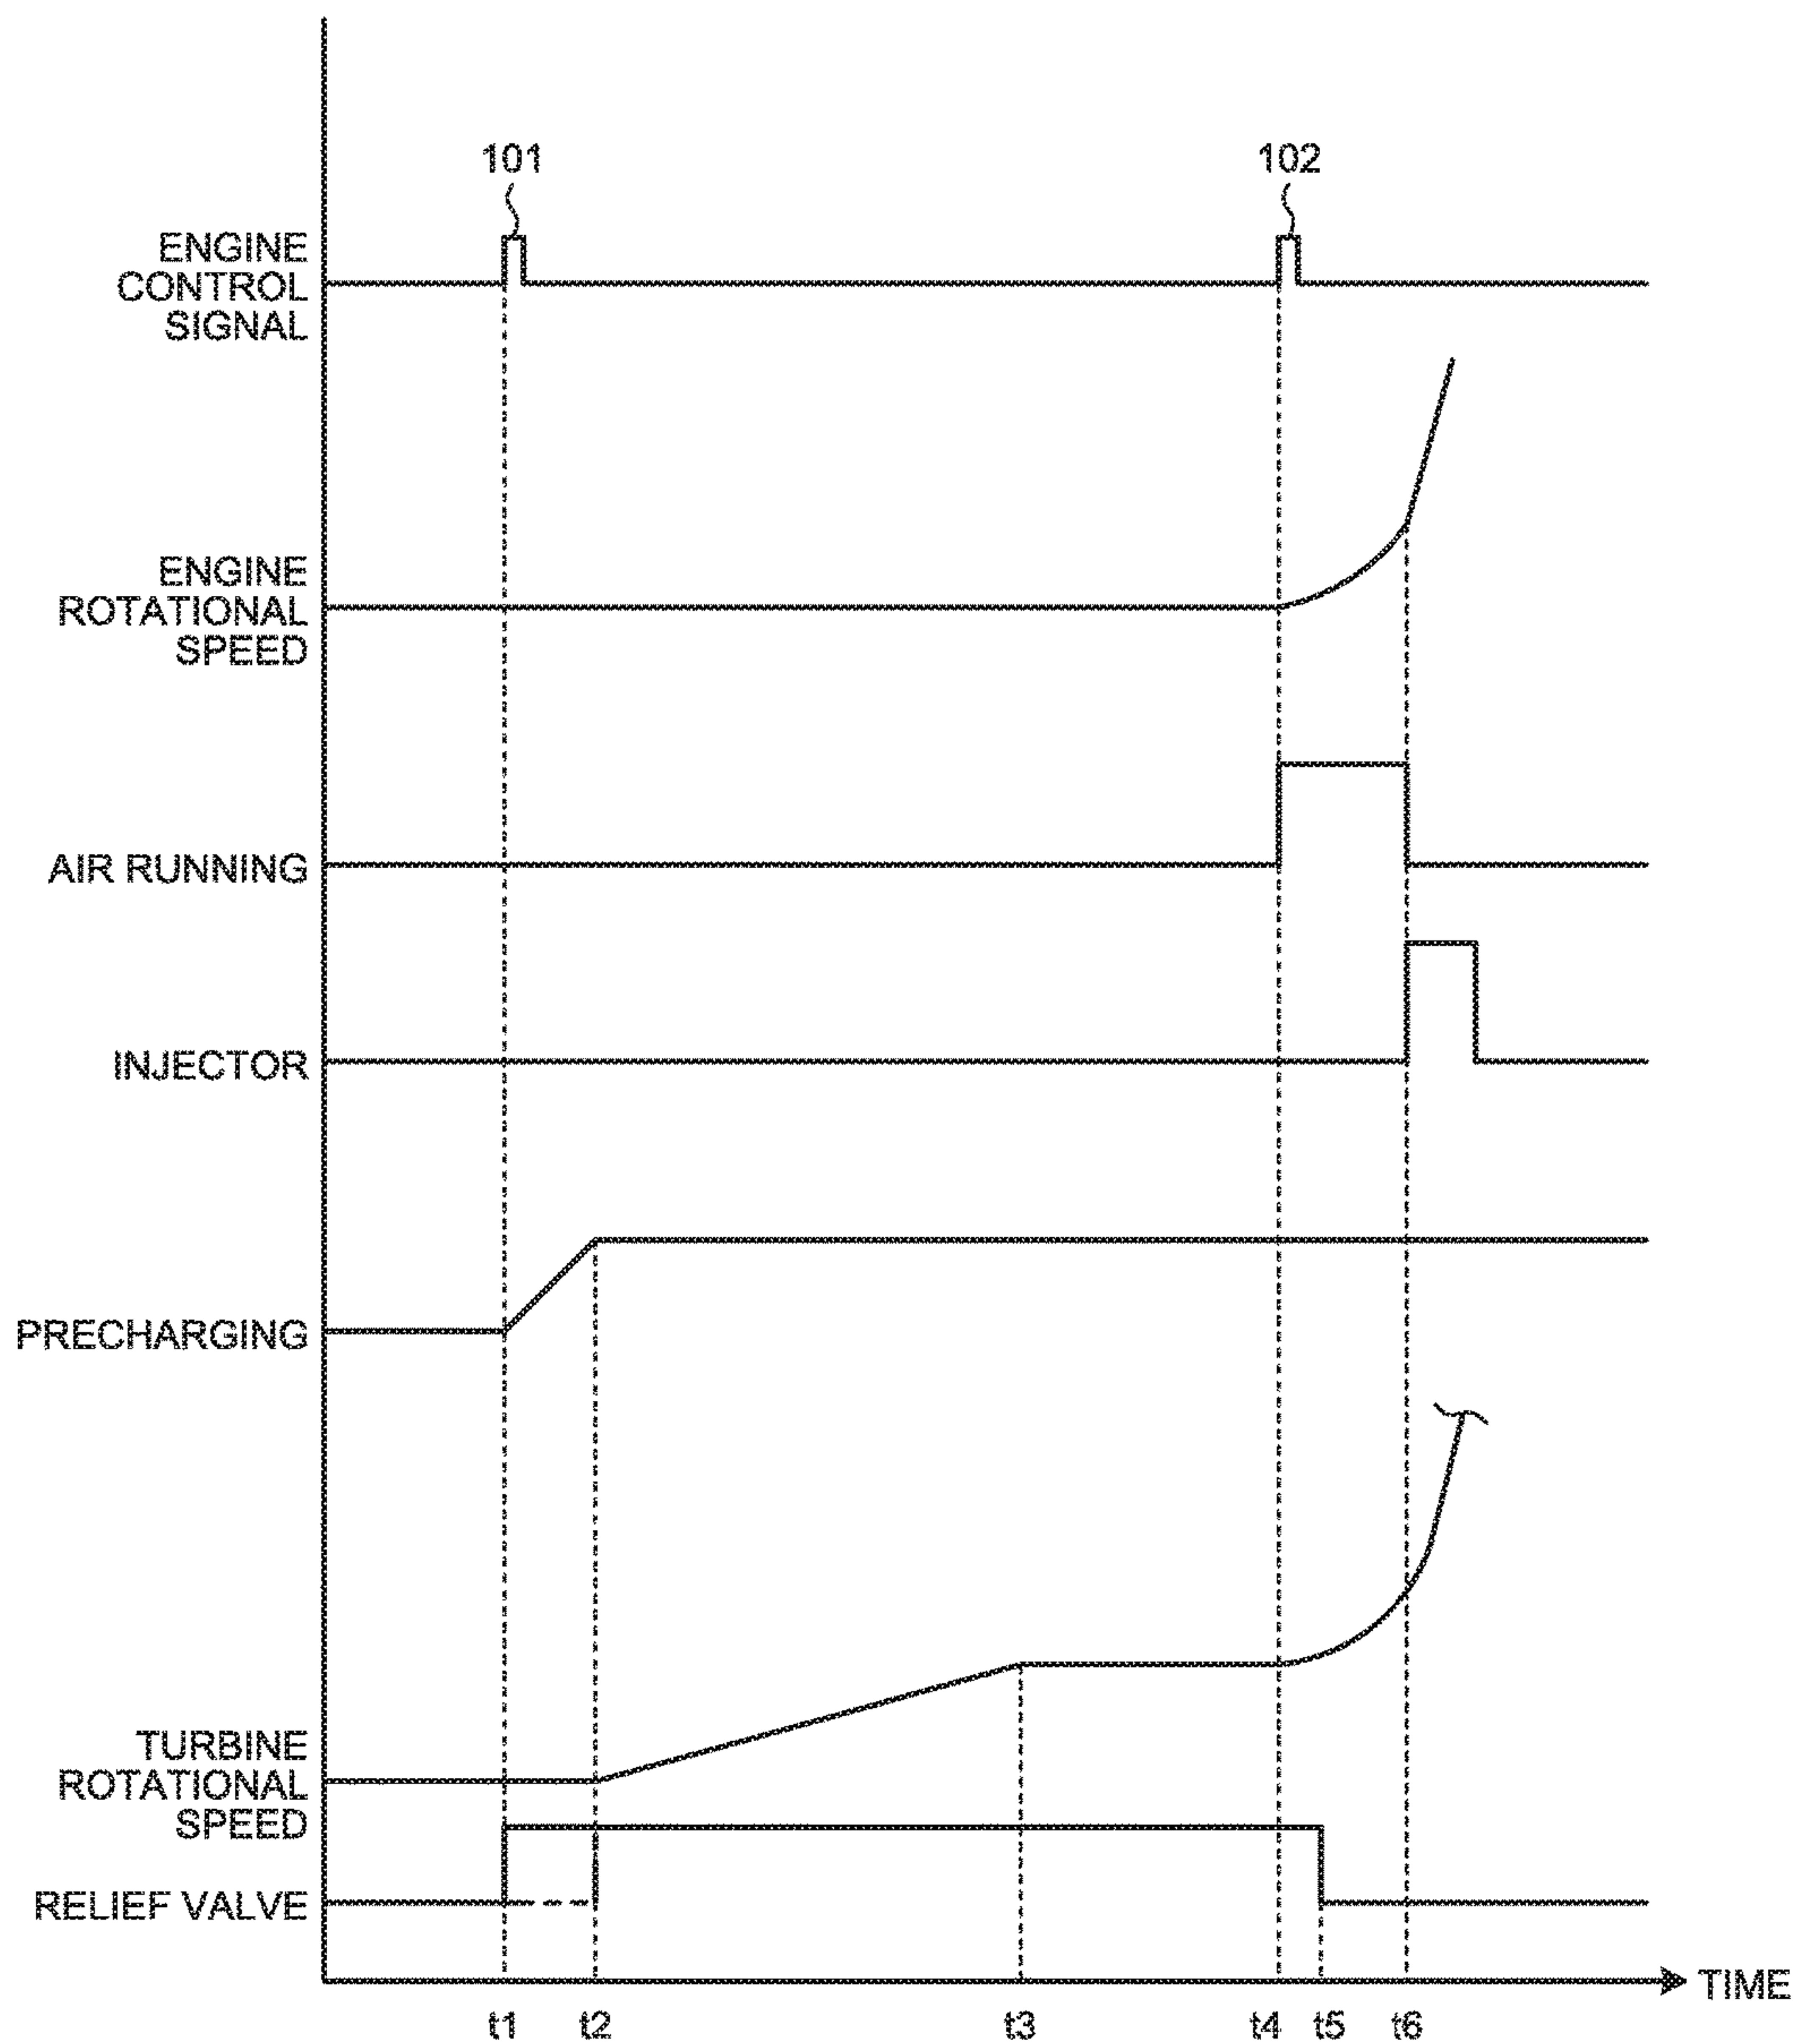 101
102
ENGINE
CONTROL
SIGNAL
ENGINE
ROTATIONAL
SPEED
AIR RUNNING
INJECTOR
PRECHARGING
TURBINE
ROTATIONAL
SPEED
RELIEF VALVE
TIME
t1 t2 t3 t4 t5 t6